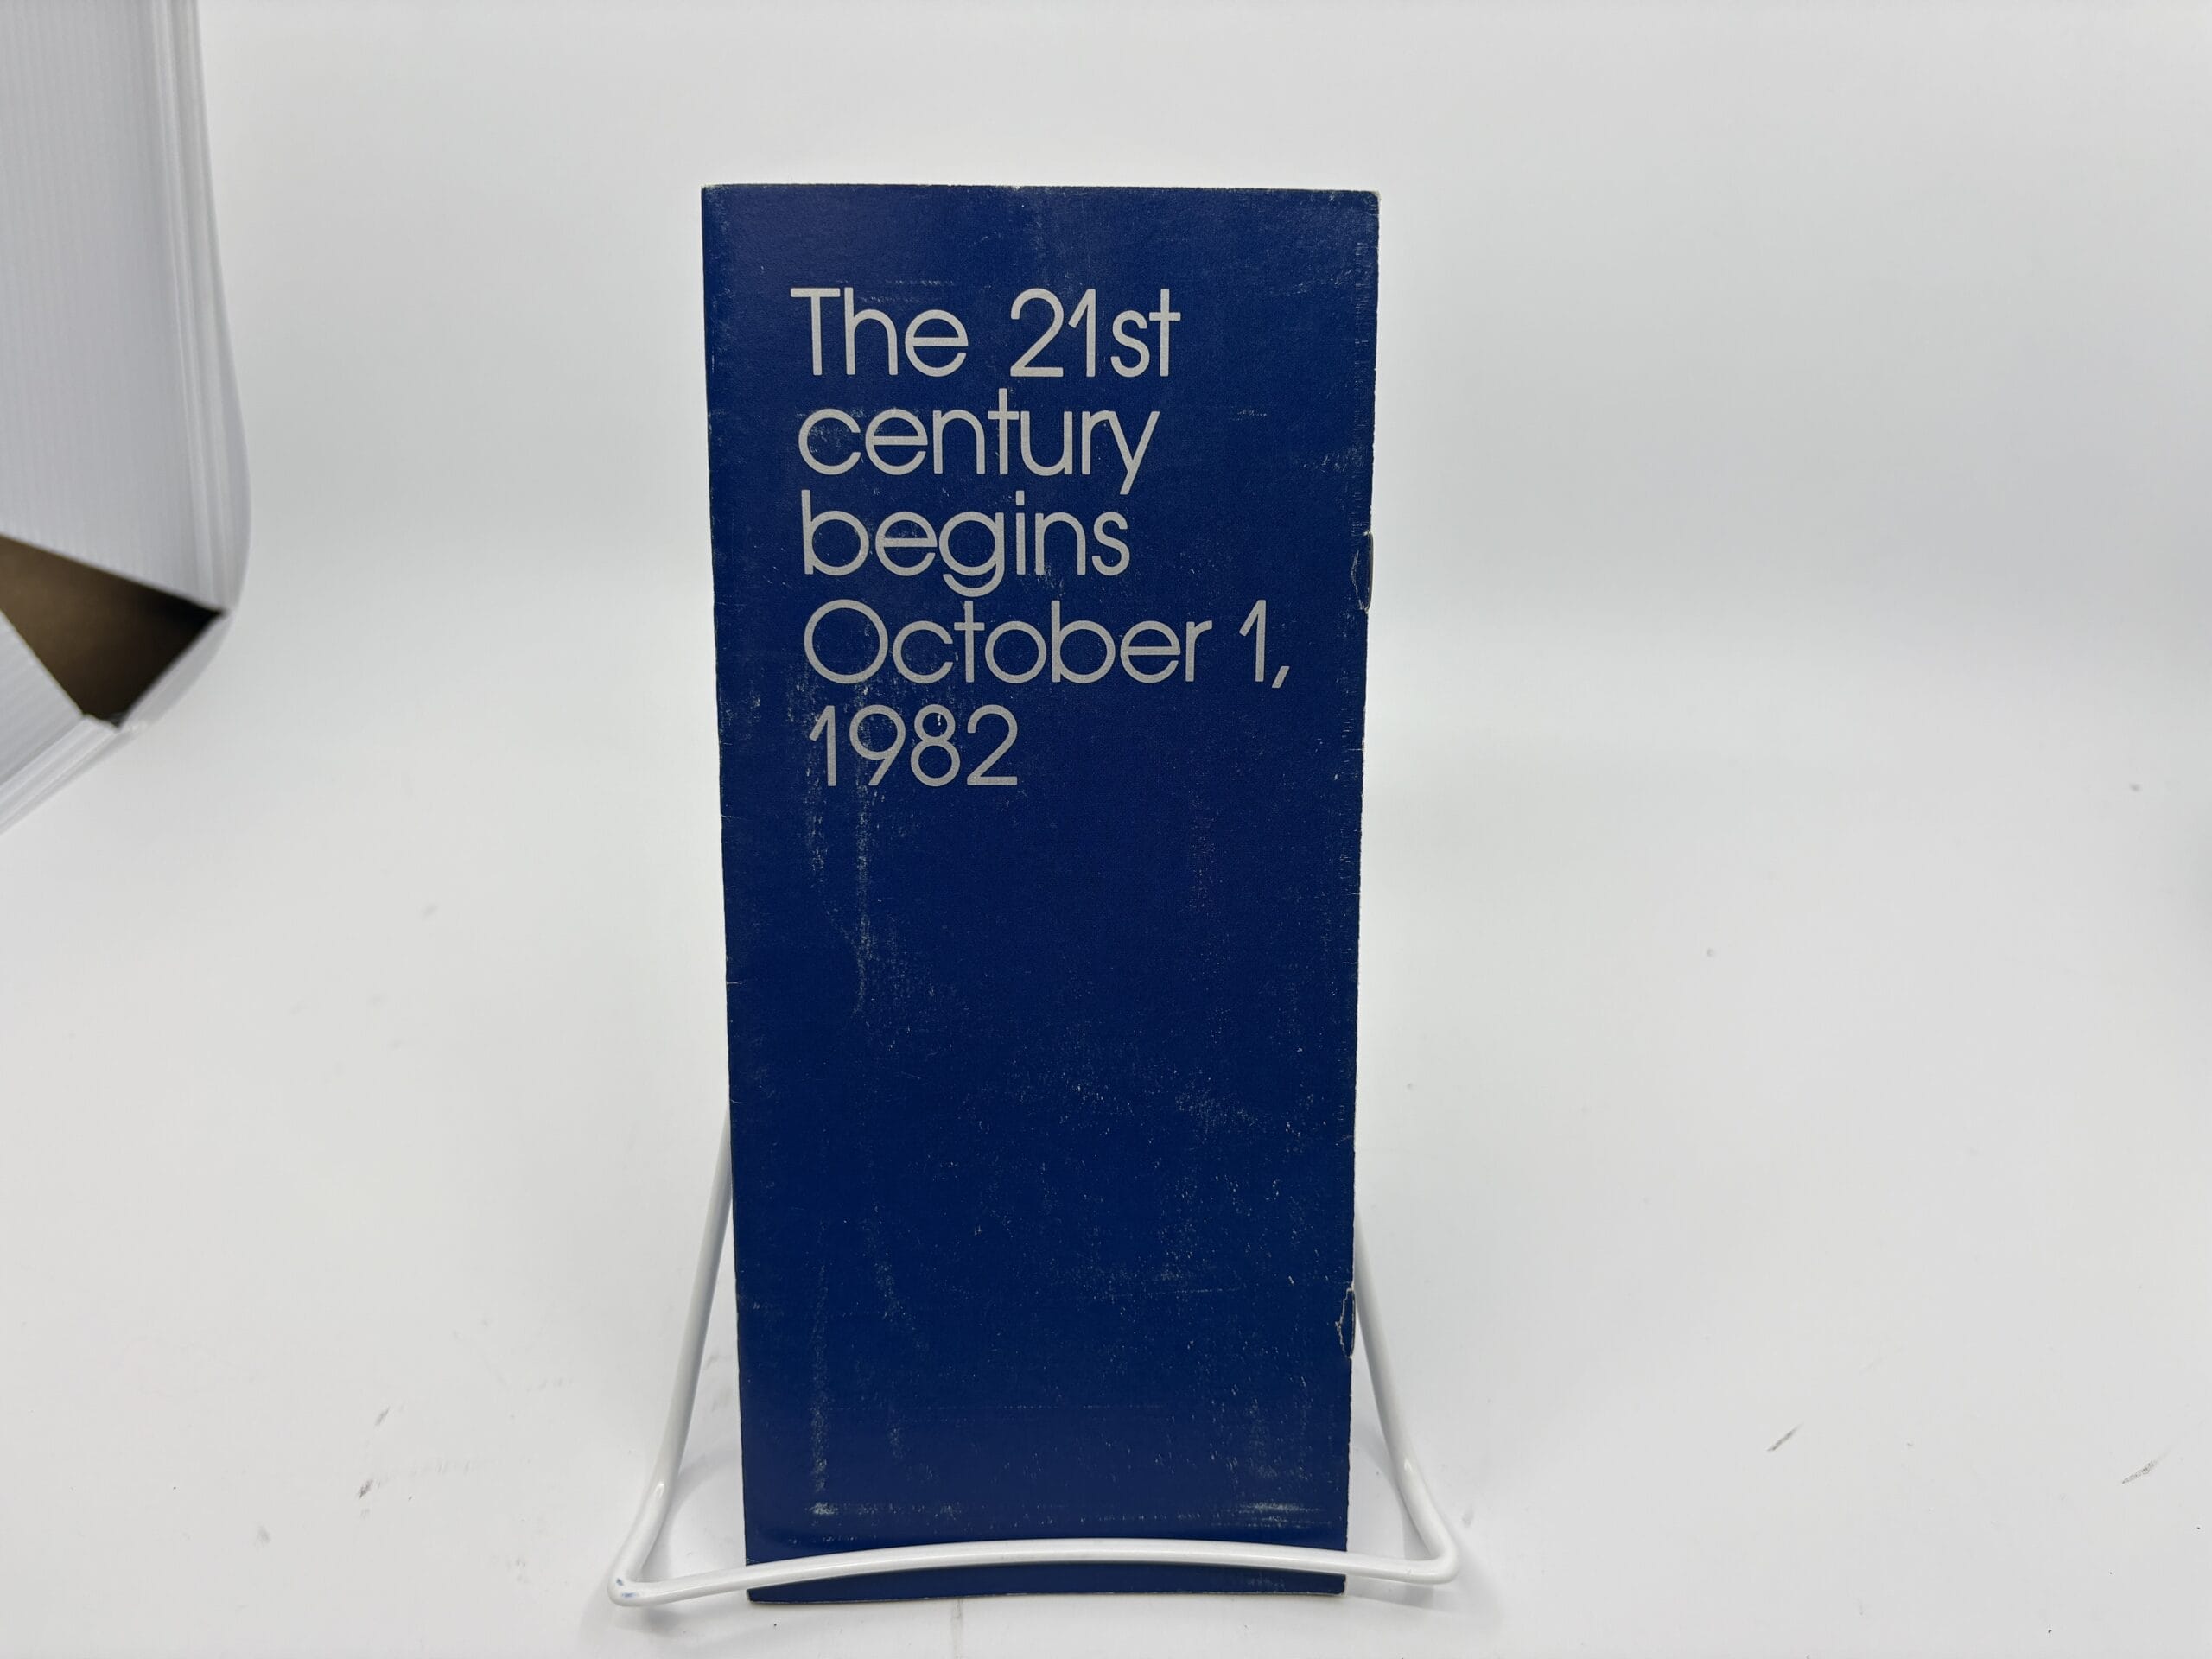 The 21st
century
begins
October 1,
1982